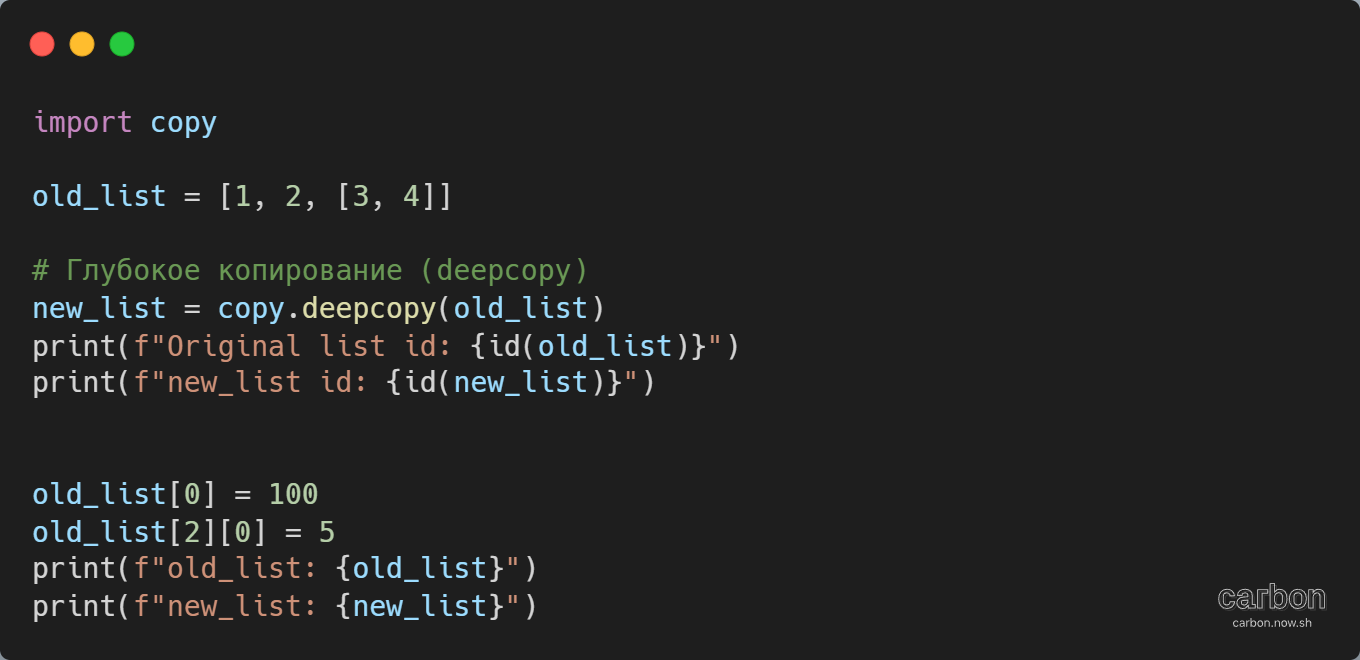 import copy
old_list = [1, 2, [3, 4]]
# Глубокое копирование (deepcopy)
new_list = copy.deepcopy(old_list)
print(f"Original list id: {id(old_list)}")
print(f"new_list id: {id(new_list)}")
old_list[0] = 100
old_list[2][0] = 5
print(f"old_list: {old_list}")
print(f"new_list: {new_list}")
carbon
carbon.now.sh